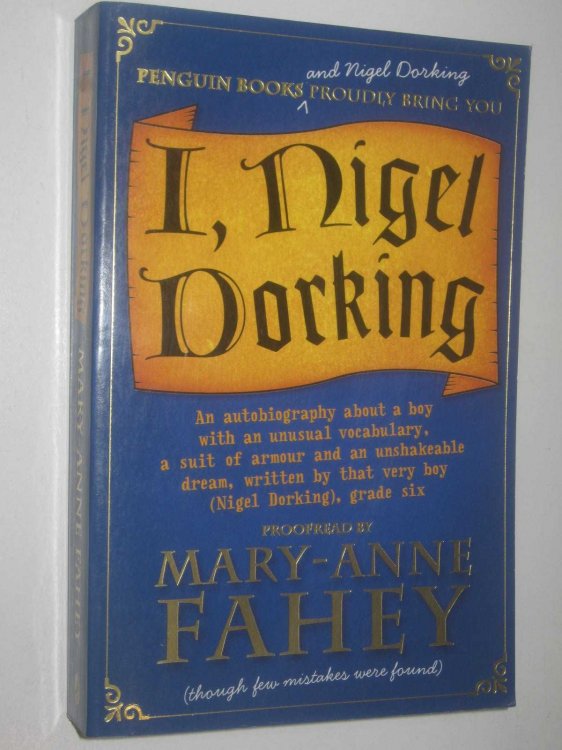 and Nigel Dorking
PENGUIN BOOKS ^ PROUDLY BRING YOU
I, Nigel
Dorking
An autobiography about a boy
with an unusual vocabulary,
a suit of armour and an unshakeable
dream, written by that very boy
(Nigel Dorking), grade six
PROOFREAD BY
MARY-ANNE
FAHEY
(though few mistakes were found)
I, Nigel Dorking MARY-ANNE FAHEY